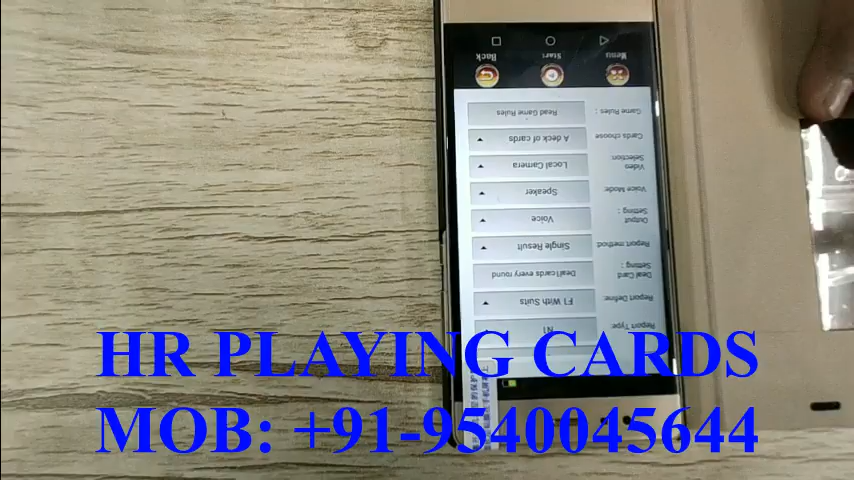 Back
Start
Menu
Game Rules :
Read Game Rules
Cards choose
A deck of cards
Video Selection:
Local Camera
Voice Mode:
Speaker
Output Setting :
Voice
Report method:
Single Result
Deal Card Setting :
Deal1cards every round
Report Define:
F1 With Suits
Report Type:
N1
HR PLAYING CARDS
MOB: +91-9540045644